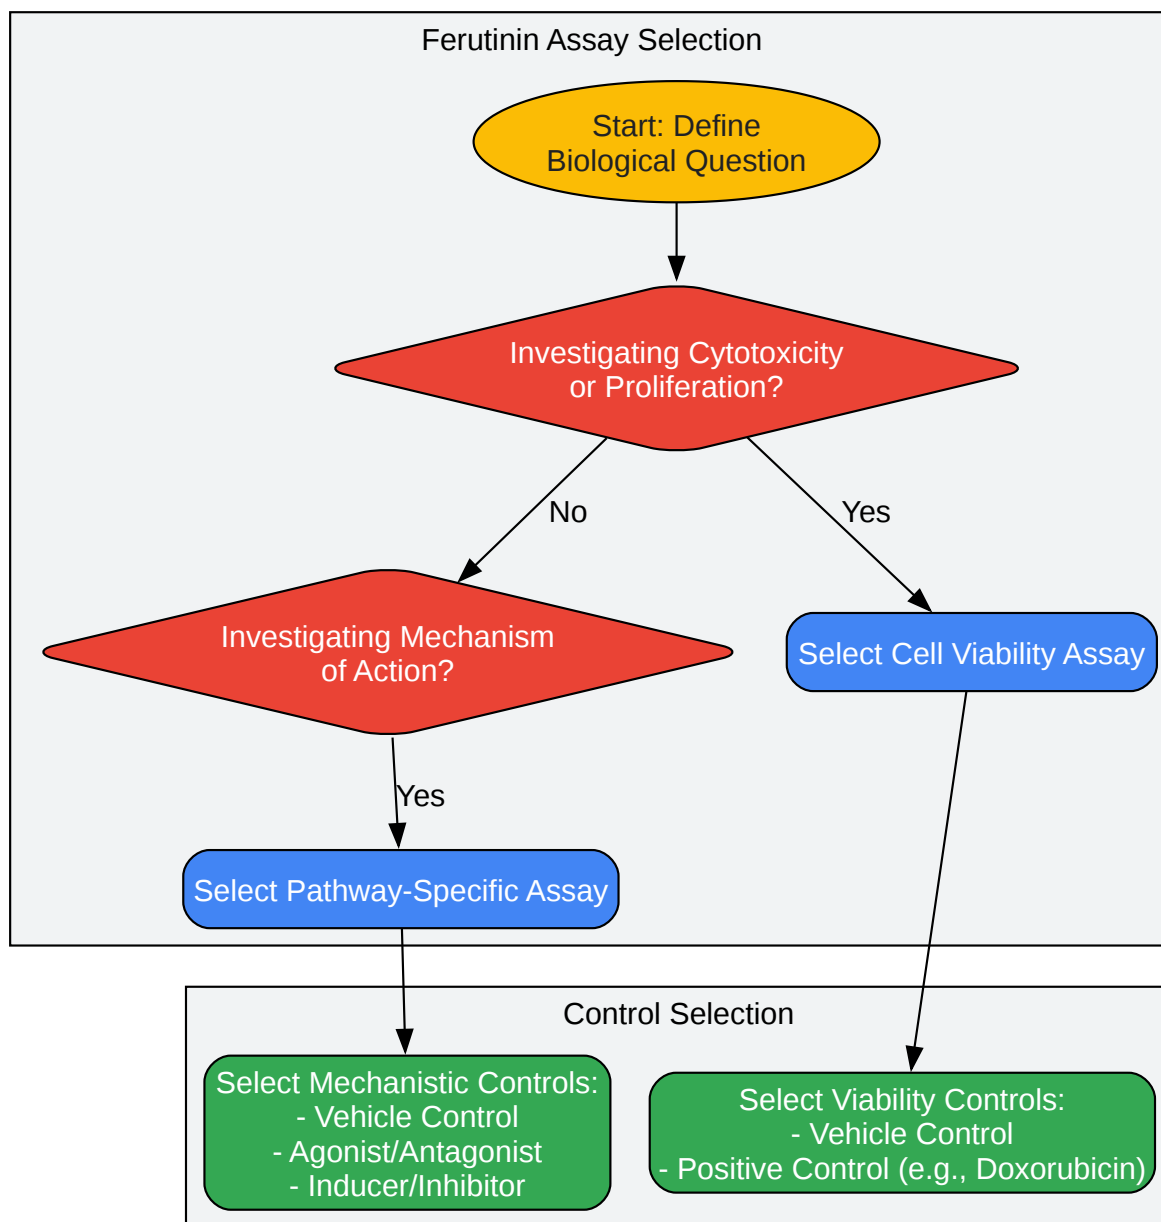 Ferutinin Assay Selection
Start: Define
Biological Question
Investigating Cytotoxicity
or Proliferation?
No
Yes
Investigating Mechanism
of Action?
Select Cell Viability Assay
Yes
Select Pathway-Specific Assay
Control Selection
Select Mechanistic Controls:
- Vehicle Control
- Agonist/Antagonist
- Inducer/Inhibitor
Select Viability Controls:
- Vehicle Control
- Positive Control (e.g., Doxorubicin)